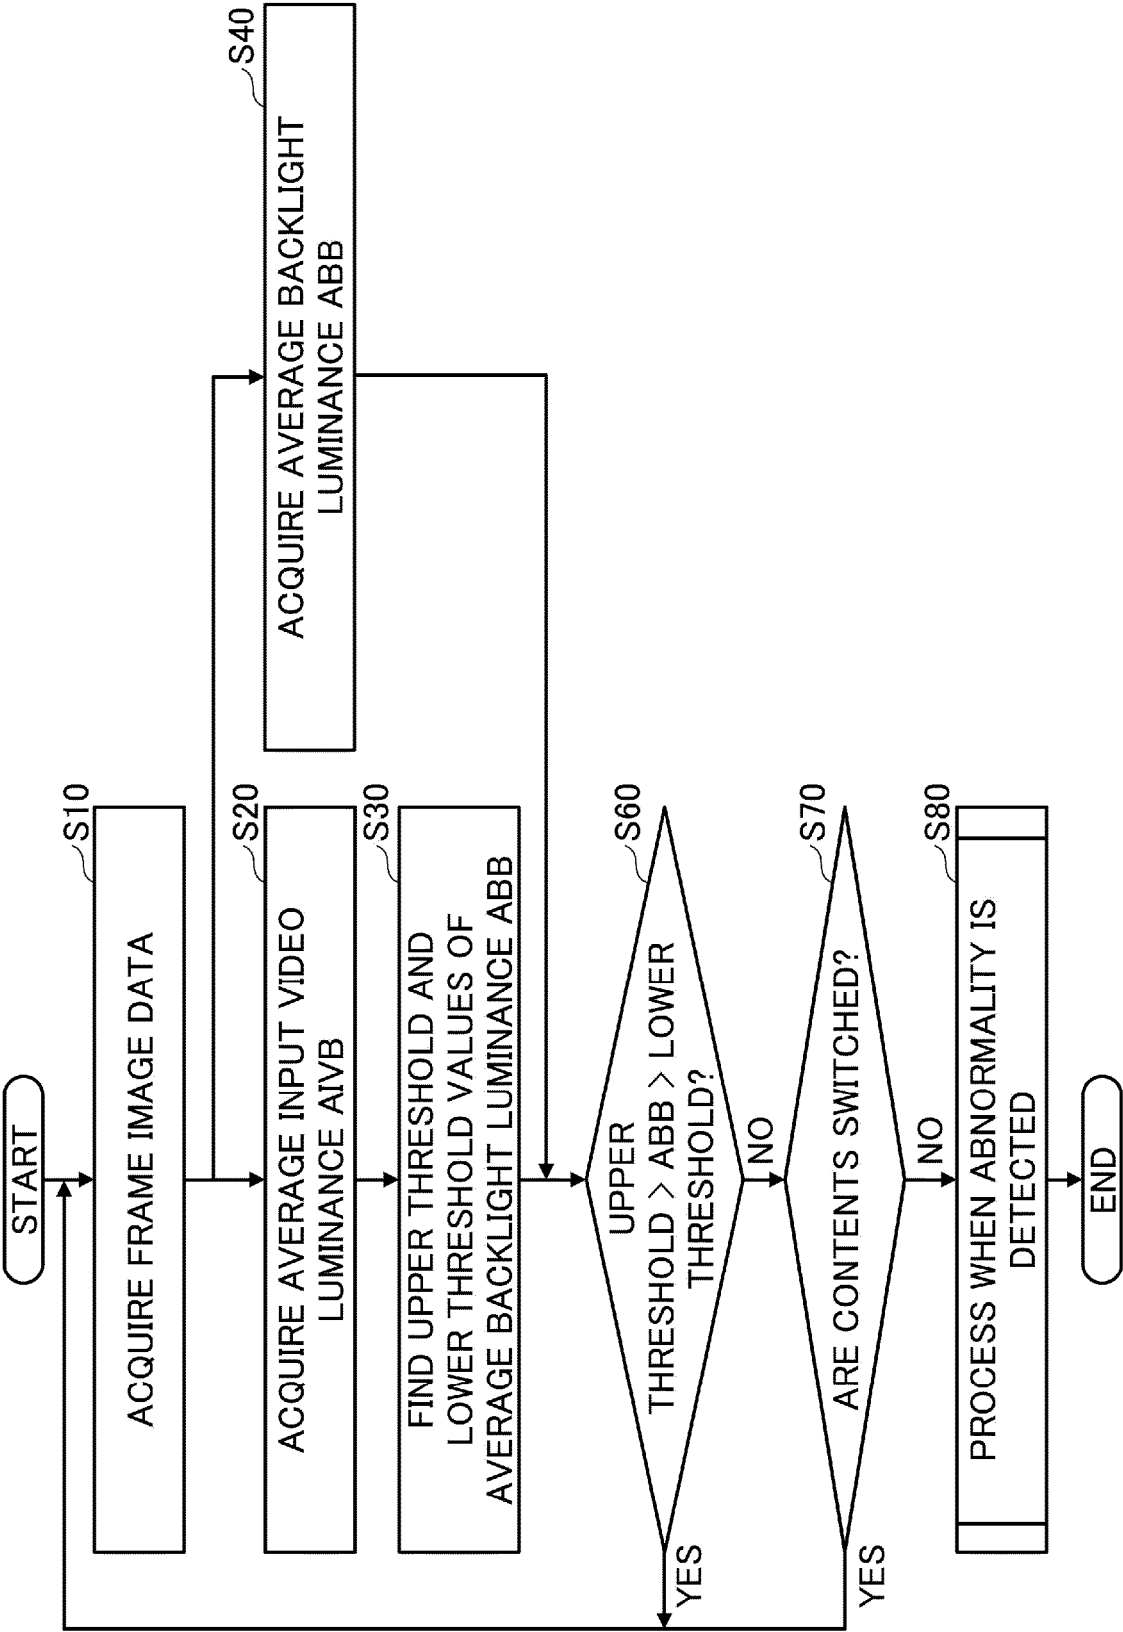 START
S10
ACQUIRE FRAME IMAGE DATA
S20
ACQUIRE AVERAGE INPUT VIDEO
LUMINANCE AIVB
S40
ACQUIRE AVERAGE BACKLIGHT
LUMINANCE ABB
S30
FIND UPPER THRESHOLD AND
LOWER THRESHOLD VALUES OF
AVERAGE BACKLIGHT LUMINANCE ABB
S60
UPPER
THRESHOLD > ABB > LOWER
THRESHOLD?
YES
NO
S70
ARE CONTENTS SWITCHED?
YES
NO
S80
PROCESS WHEN ABNORMALITY IS
DETECTED
END